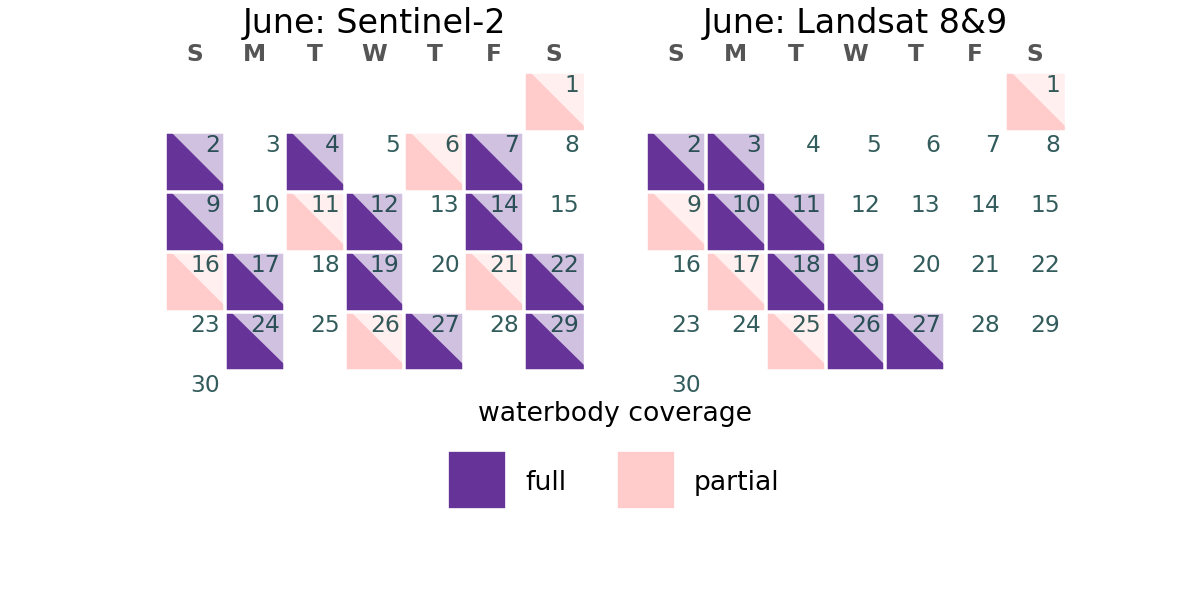 June: Sentinel-2
S M T W T F S
1
2 3 4 5 6 7 8
9 10 11 12 13 14 15
16 17 18 19 20 21 22
23 24 25 26 27 28 29
30
June: Landsat 8&9
S M T W T F S
1
2 3 4 5 6 7 8
9 10 11 12 13 14 15
16 17 18 19 20 21 22
23 24 25 26 27 28 29
30
waterbody coverage
full partial